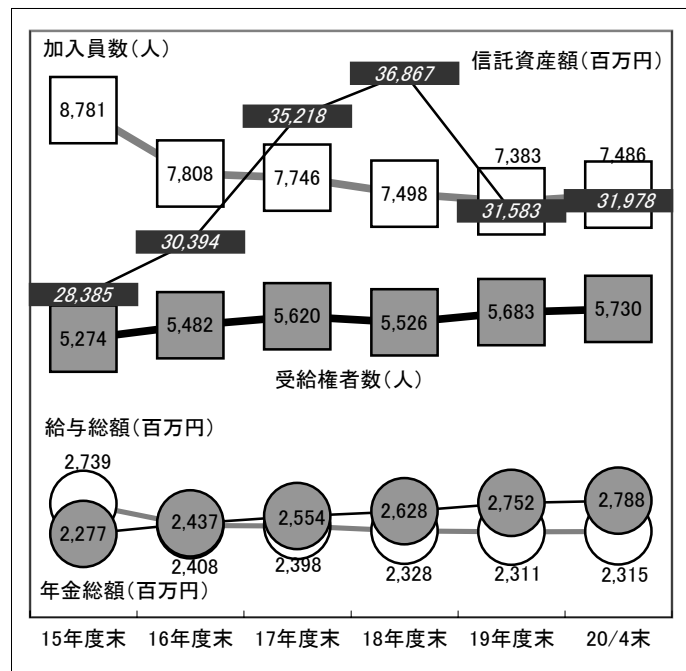 加入員数(人)
信託資産額(百万円)
36,867
8,781
35,218
7,383
7,486
7,808
7,746
7,498
31,583
31,978
30,394
28,385
5,274
5,482
5,620
5,526
5,683
5,730
受給権者数(人)
給与総額(百万円)
2,739
2,277
2,437
2,554
2,628
2,752
2,788
2,408
2,398
2,328
2,311
2,315
年金総額(百万円)
15年度末
16年度末
17年度末
18年度末
19年度末
20/4末